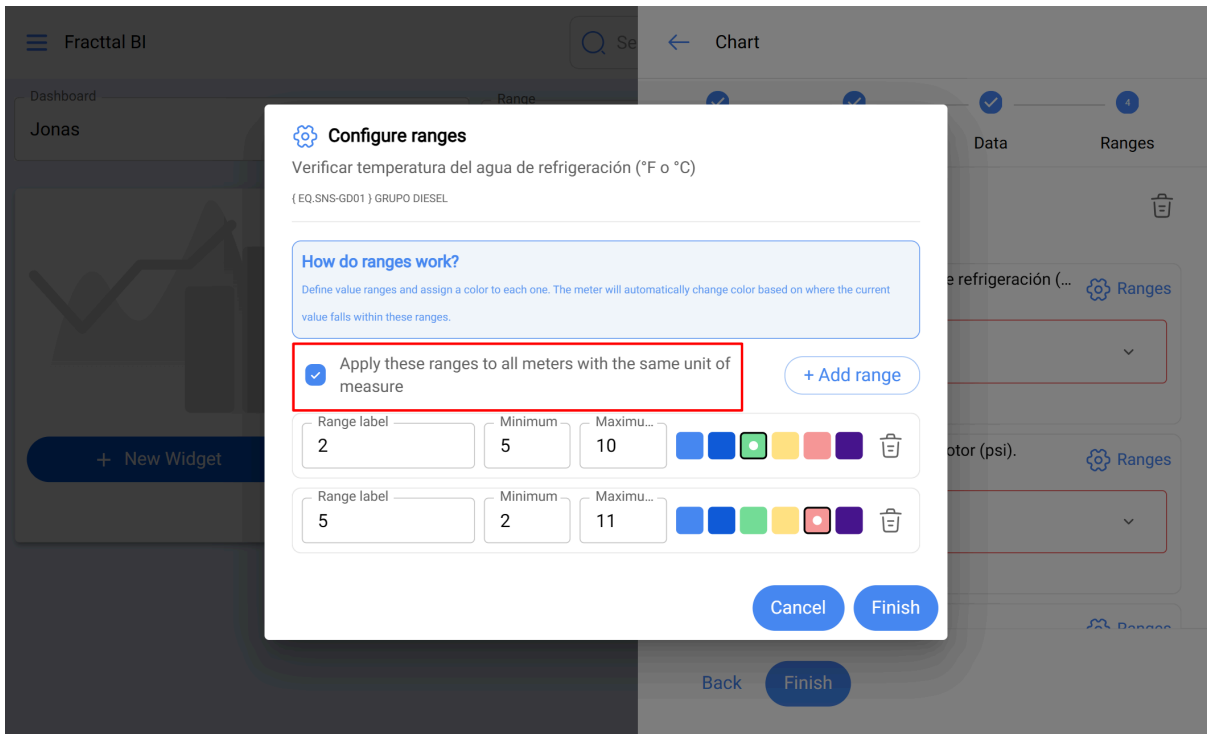 Fracttal BI
Se
Chart
Dashboard
Jonas
Range
4
Data
Ranges
Configure ranges
Verificar temperatura del agua de refrigeración (°F o °C)
{ EQ.SNS-GD01 } GRUPO DIESEL
How do ranges work?
Define value ranges and assign a color to each one. The meter will automatically change color based on where the current
value falls within these ranges.
e refrigeración (...
Ranges
Apply these ranges to all meters with the same unit of
measure
+ Add range
Range label
Minimum
Maximu...
2
5
10
+ New Widget
otor (psi).
Ranges
Range label
Minimum
Maximu...
5
2
11
Cancel
Finish
Ranges
Back
Finish